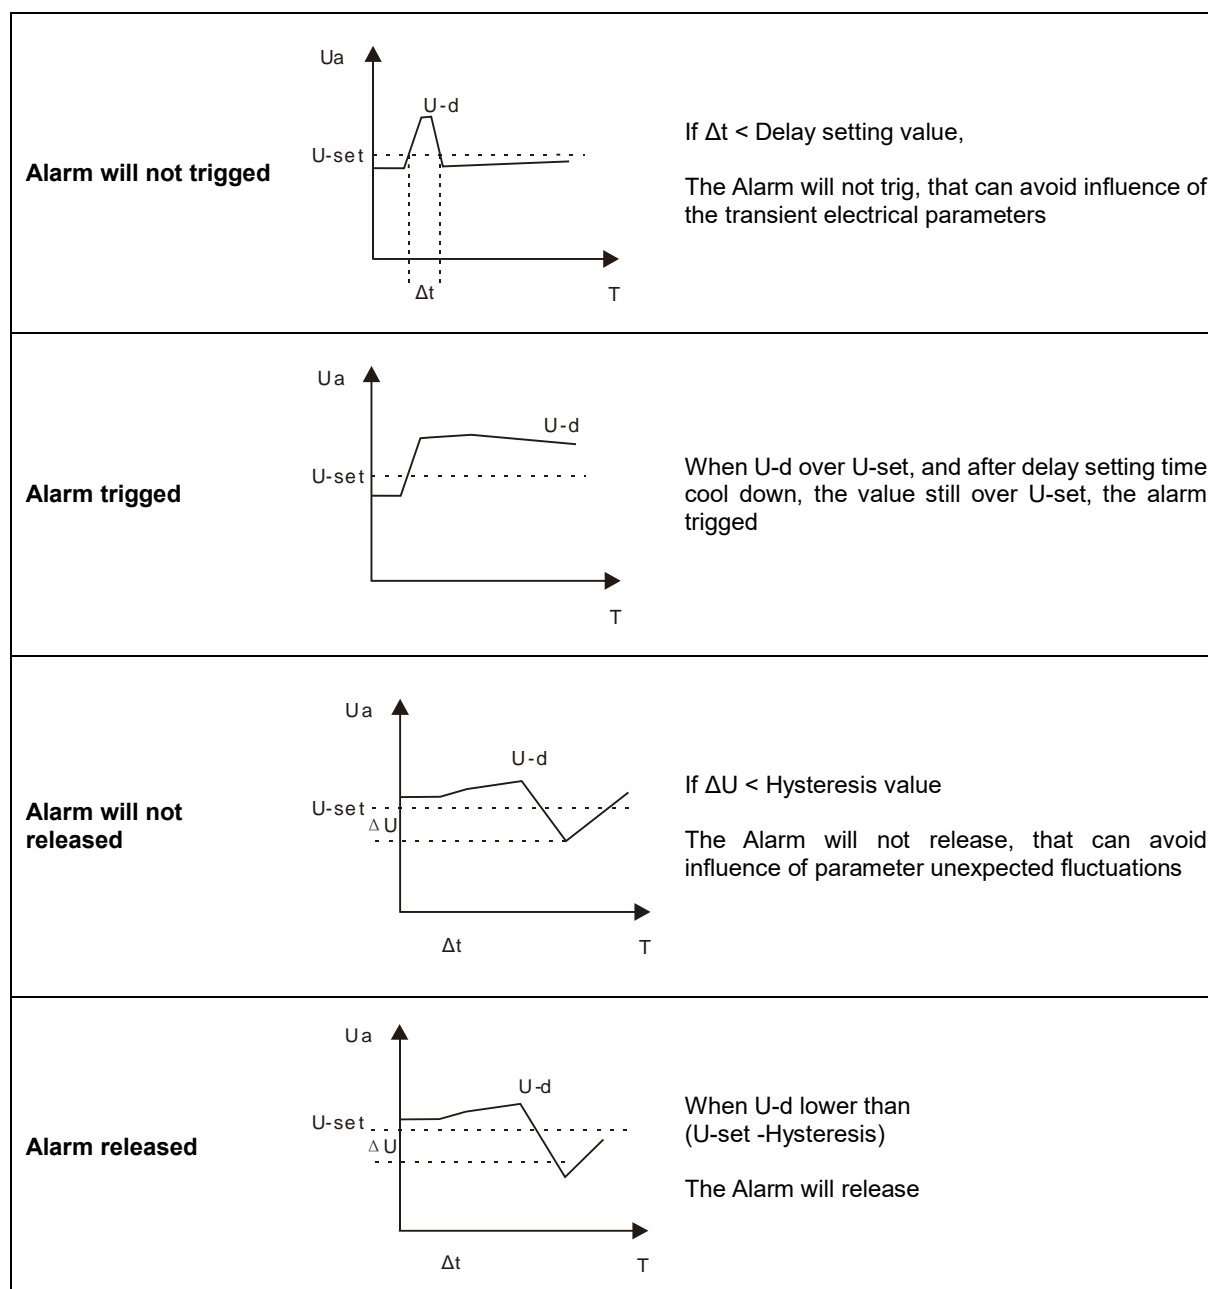 Ua
U-d
U-set
Alarm will not trigged
Δt
T
If Δt < Delay setting value,
The Alarm will not trig, that can avoid influence of
the transient electrical parameters
Ua
U-d
U-set
Alarm trigged
T
When U-d over U-set, and after delay setting time
cool down, the value still over U-set, the alarm
trigged
Ua
U-d
U-set
ΔU
Alarm will not
released
Δt
T
If ΔU < Hysteresis value
The Alarm will not release, that can avoid
influence of parameter unexpected fluctuations
Ua
U-d
U-set
ΔU
Alarm released
Δt
T
When U-d lower than
(U-set -Hysteresis)
The Alarm will release